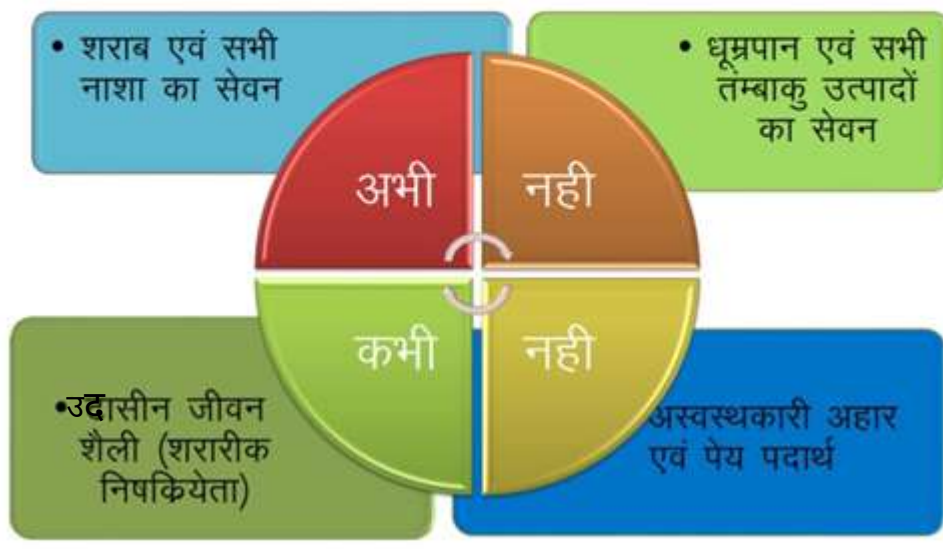 • शराब एवं सभी
नाशा का सेवन
• धूम्रपान एवं सभी
तंम्बाकु उत्पादों
का सेवन
अभी
नही
कभी
नही
•उदासीन जीवन
शैली (शरारीक
निषक्रियेता)
अस्वस्थकारी अहार
एवं पेय पदार्थ